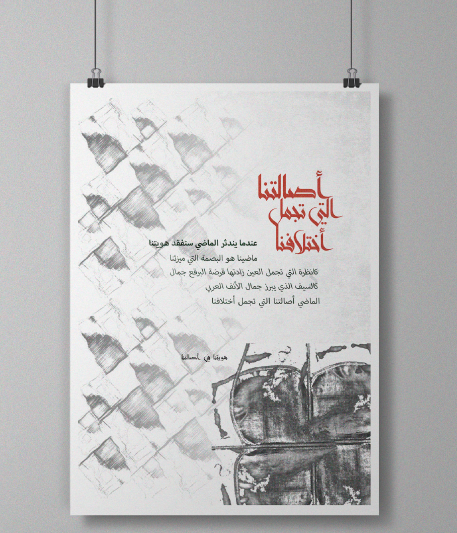 أصالتنا
التي تجمل
أختلافنا
عندما يندثر الماضي سنفقد هويتنا
ماضينا هو البصمة التي ميزتنا
كالنظرة التي تجمل العين زادتها فرصة البرقع جمال
كالسيف الذي يبرز جمال الأنف العربي
الماضي أصالتنا التي تجمل أختلافنا
هويتنا هي أصالتنا